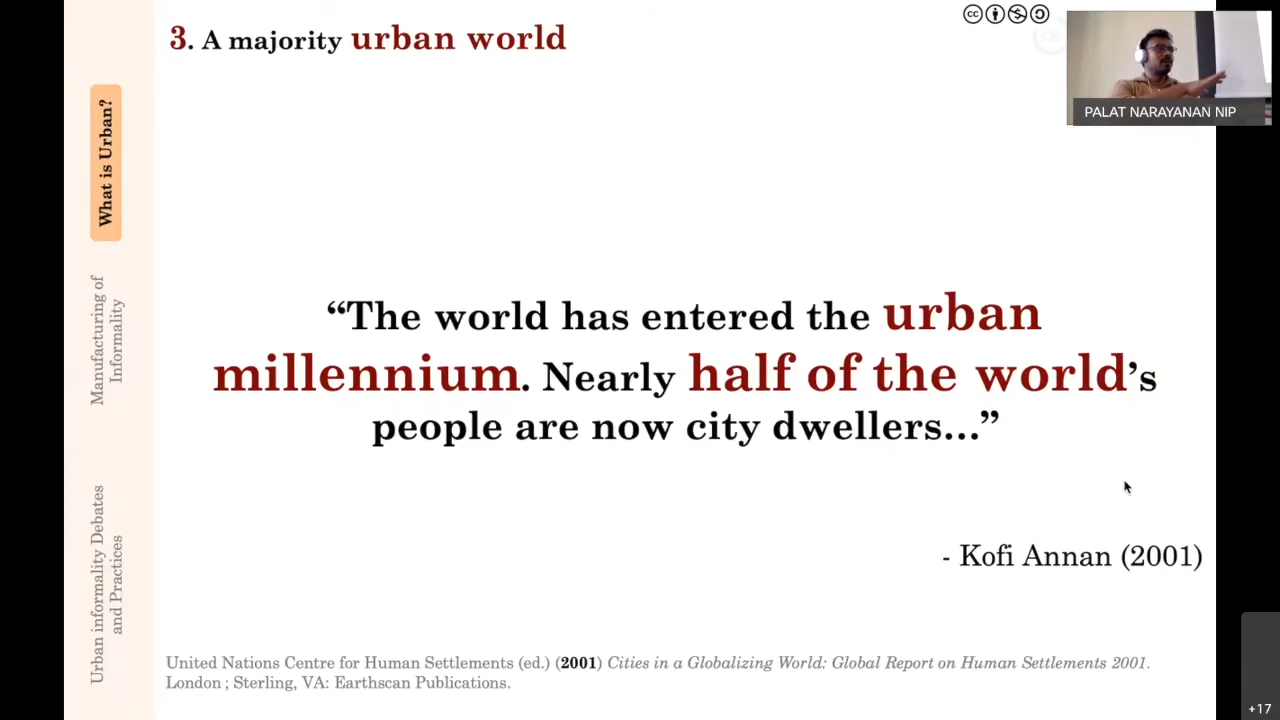 3. A majority urban world
PALAT NARAYANAN NIP
What is Urban?
Manufacturing of
Informality
Urban informality Debates
and Practices
“The world has entered the urban
millennium. Nearly half of the world’s
people are now city dwellers...”
- Kofi Annan (2001)
United Nations Centre for Human Settlements (ed.) (2001) Cities in a Globalizing World: Global Report on Human Settlements 2001.
London ; Sterling, VA: Earthscan Publications.
+17